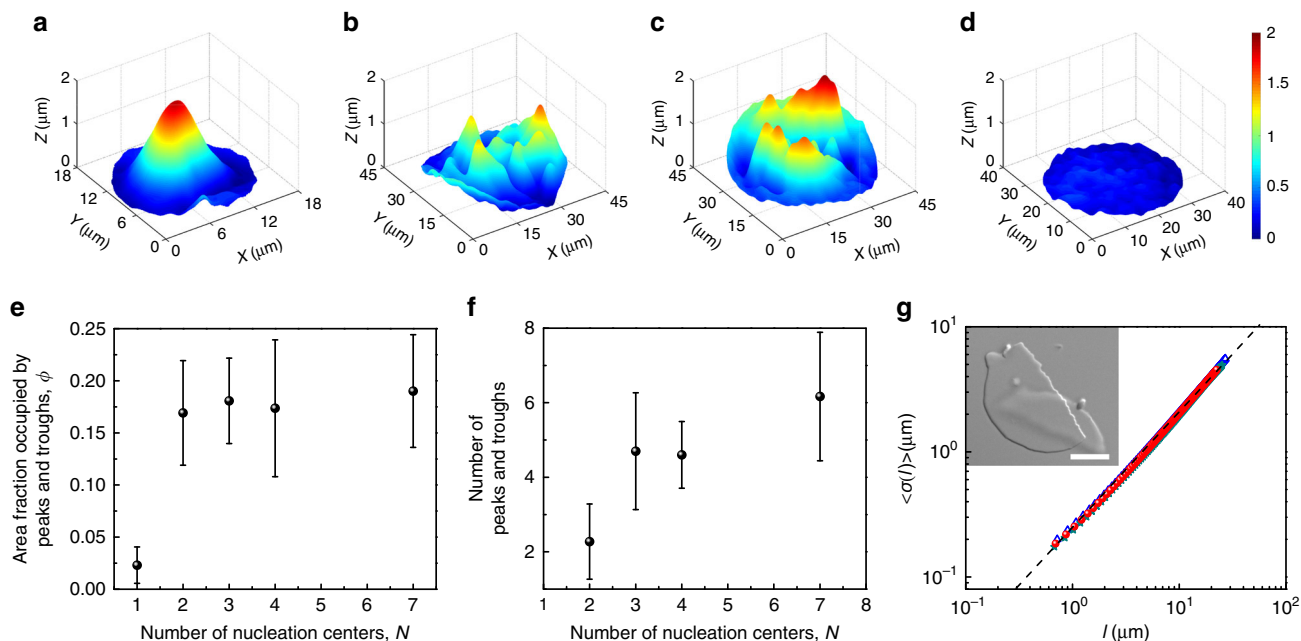 a
b
c
d
2
1
0
Z (μm)
18
12
6
0
Y (μm)
0
6
12
18
X (μm)
2
1
0
Z (μm)
45
30
15
0
Y (μm)
0
15
30
45
X (μm)
2
1
0
Z (μm)
45
30
15
0
Y (μm)
0
15
30
45
X (μm)
2
1
0
Z (μm)
40
30
20
10
0
Y (μm)
0
10
20
30
40
X (μm)
2
1.5
1
0.5
0
e
0.25
0.20
0.15
0.10
0.05
0.00
Area fraction occupied by
peaks and troughs, ϕ
1 2 3 4 5 6 7
Number of nucleation centers, N
f
8
6
4
2
Number of
peaks and troughs
1 2 3 4 5 6 7 8
Number of nucleation centers, N
g
10¹
10⁰
10⁻¹
<σ(l)> (μm)
10⁻¹ 10⁰ 10¹ 10²
l (μm)